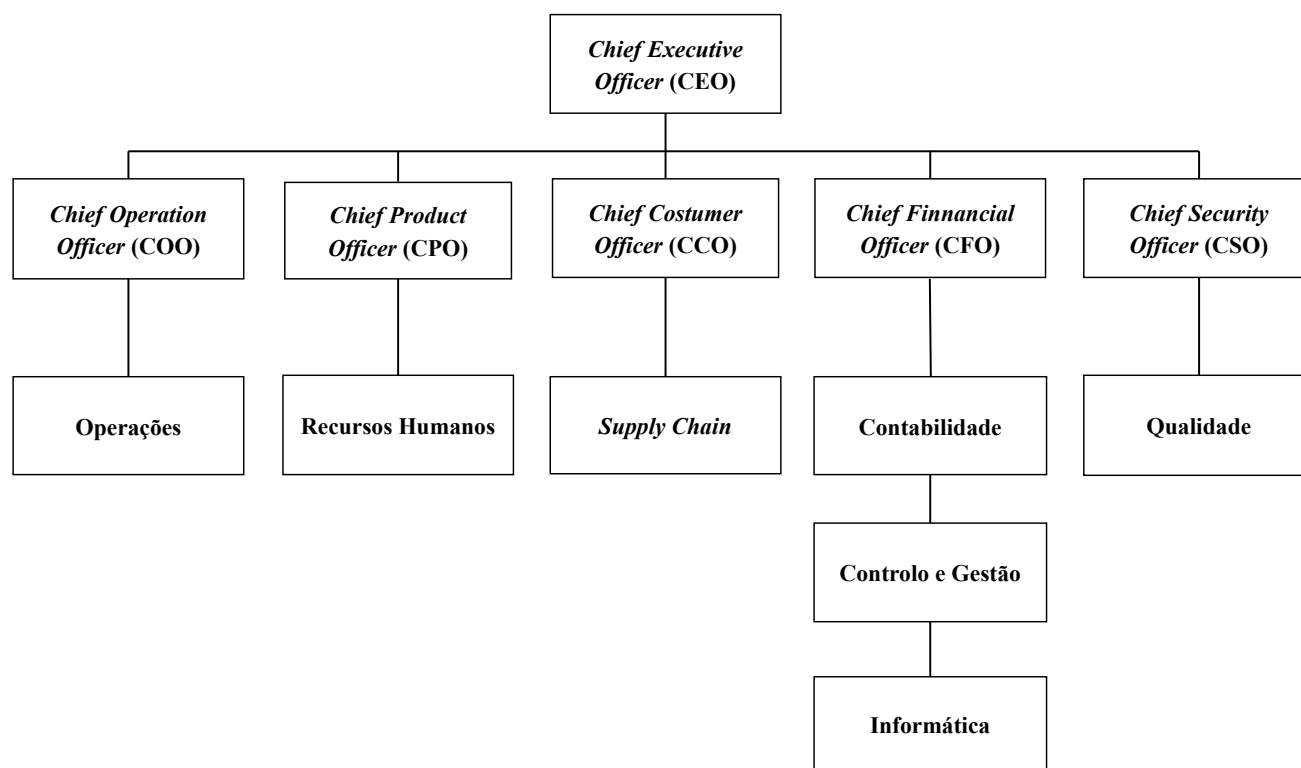 Chief Executive
Officer (CEO)
Chief Operation
Officer (COO)
Chief Product
Officer (CPO)
Chief Costumer
Officer (CCO)
Chief Finnancial
Officer (CFO)
Chief Security
Officer (CSO)
Operações
Recursos Humanos
Supply Chain
Contabilidade
Qualidade
Controlo e Gestão
Informática